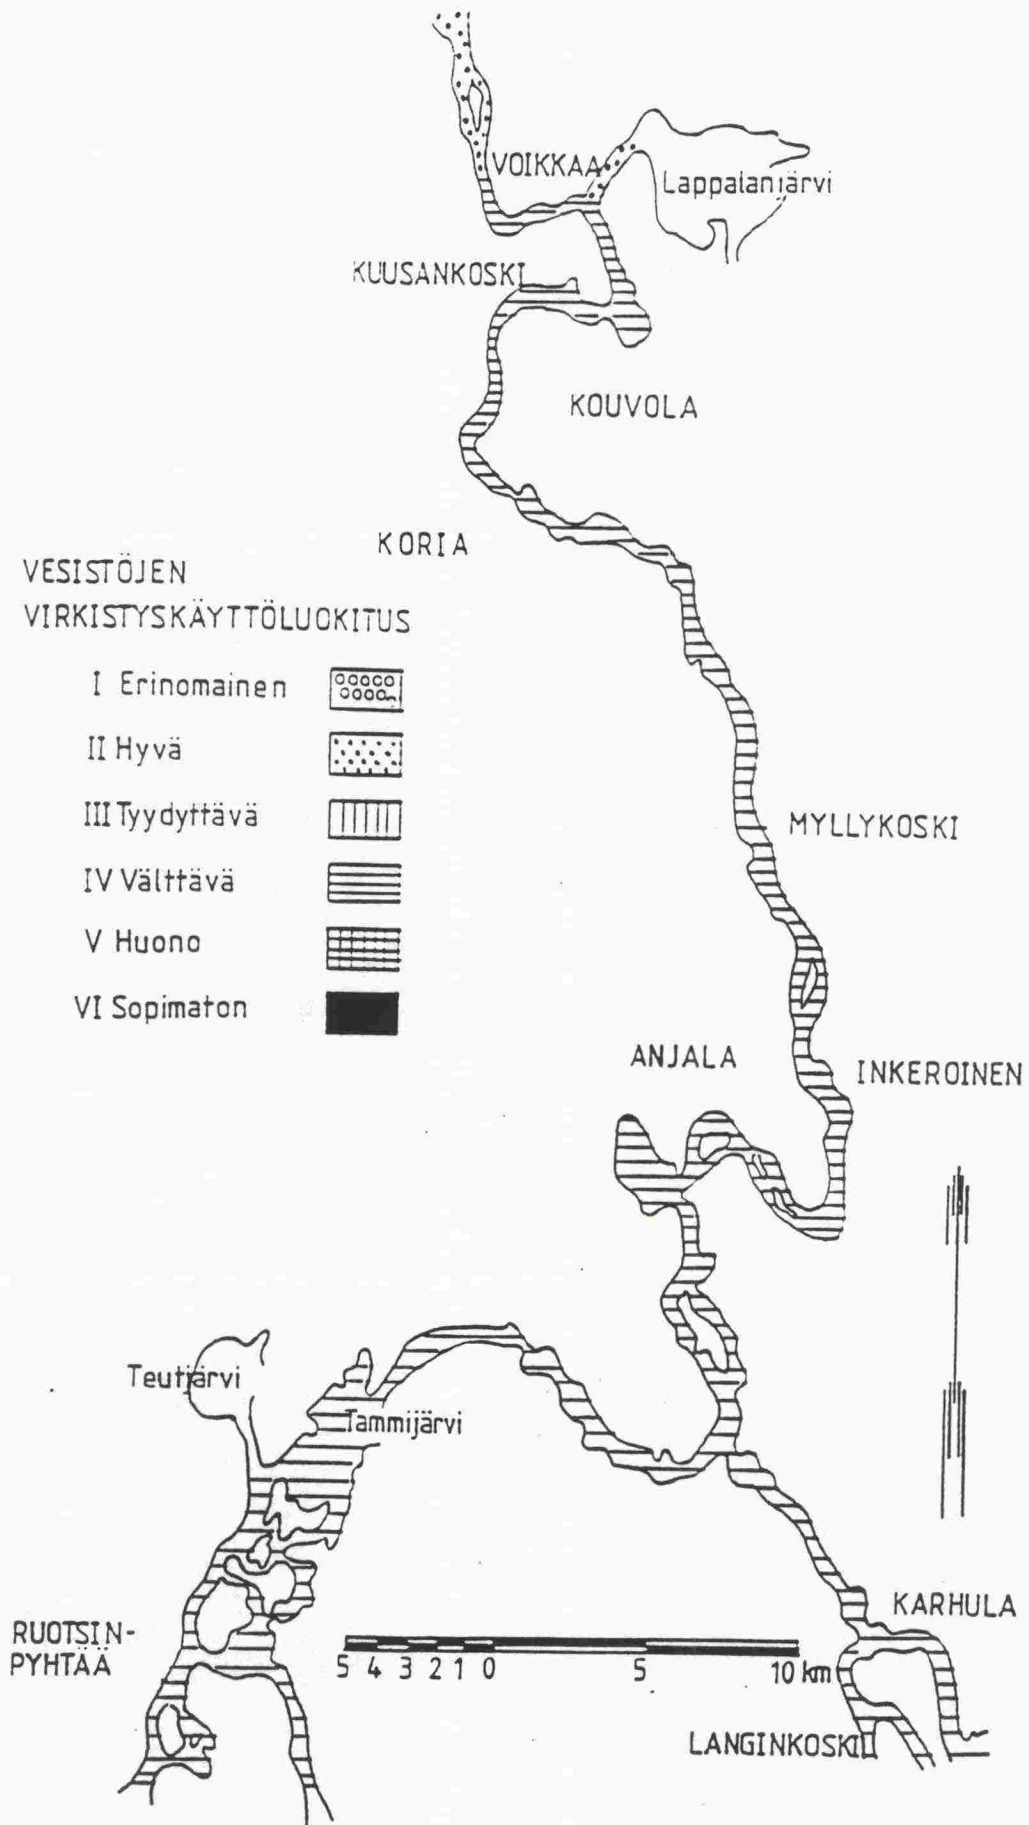 VOIKKAA
Lappalanjärvi
KUUSANKOSKI
KOUVOLA
KORIA
VESISTÖJEN
VIRKISTYSKÄYTTÖLUOKITUS
I Erinomainen
II Hyvä
III Tyydyttävä
IV Välttävä
V Huono
VI Sopimaton
MYLLYKOSKI
ANJALA
INKEROINEN
Teutjärvi
Tammijärvi
KARHULA
RUOTSIN-
PYHTÄÄ
5 4 3 2 1 0 5 10 km
LANGINKOSKI